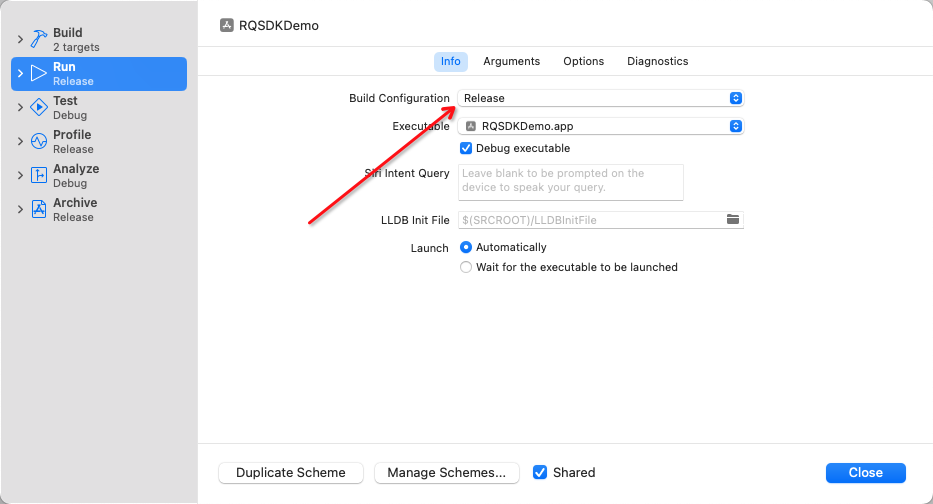 RQSDKDemo
Build
2 targets
Run
Release
Test
Debug
Profile
Release
Analyze
Debug
Archive
Release
Info Arguments Options Diagnostics
Build Configuration Release
Executable RQSDKDemo.app
Debug executable
Siri Intent Query Leave blank to be prompted on the
device to speak your query.
LLDB Init File $(SRCROOT)/LLDBInitFile
Launch Automatically
Wait for the executable to be launched
Duplicate Scheme Manage Schemes... Shared Close